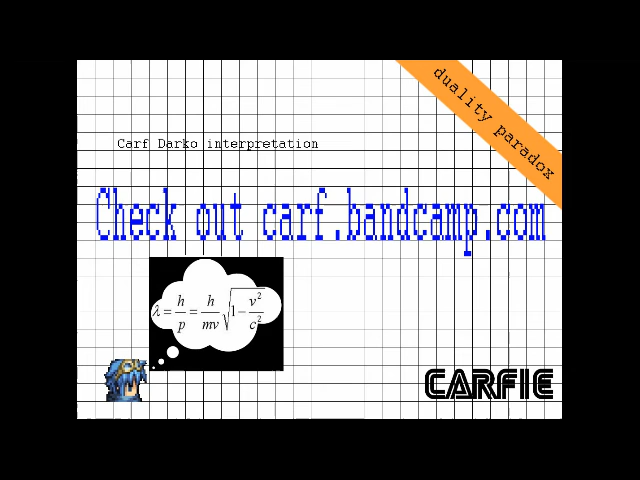 duality paradox
Carf Darko interpretation
Check out carf.bandcamp.com
λ = h/p = h/mv √1 − v²/c²
CARFIE